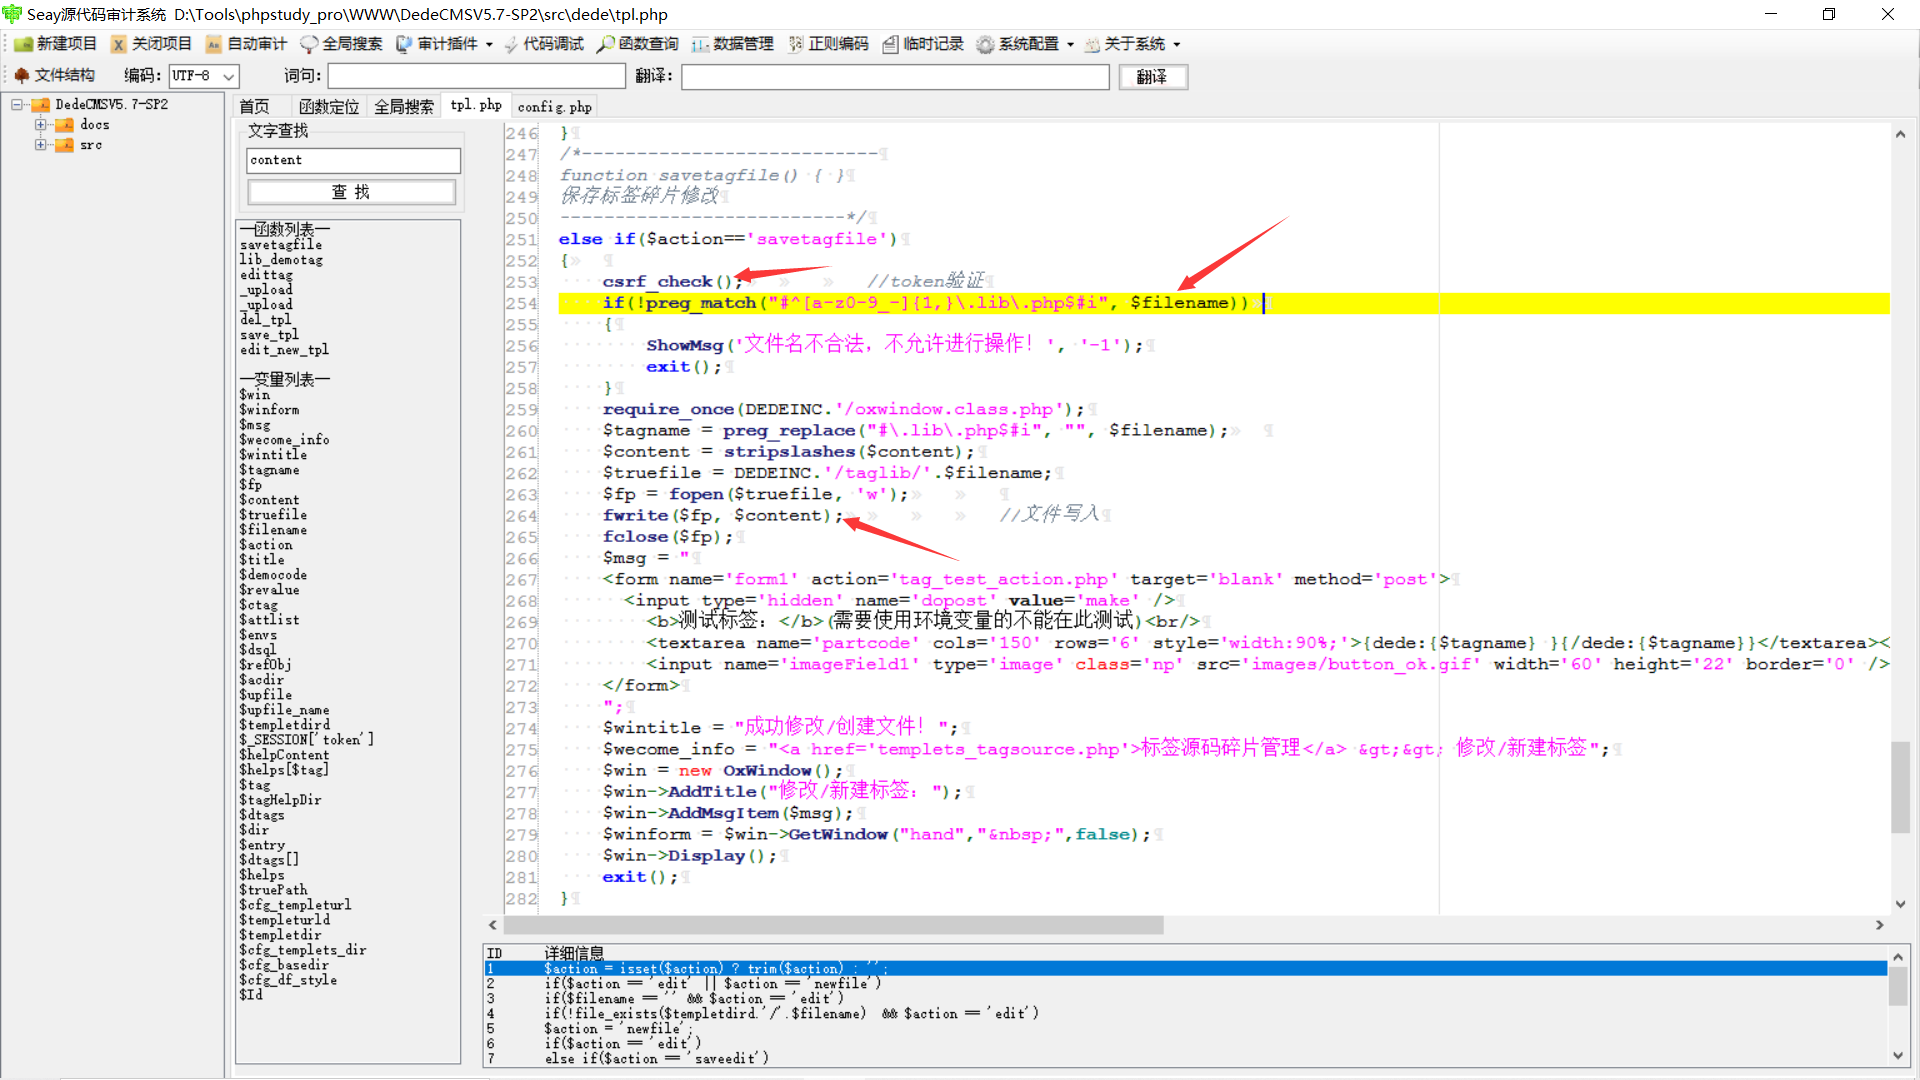 Seay源代码审计系统  D:\Tools\phpstudy_pro\WWW\DedeCMSV5.7-SP2\src\dede\tpl.php
新建项目 关闭项目 自动审计 全局搜索 审计插件 代码调试 函数查询 数据管理 正则编码 临时记录 系统配置 关于系统
文件结构 编码: UTF-8 词句: 翻译: 翻译
DedeCMSV5.7-SP2
docs
src
首页 函数定位 全局搜索 tpl.php config.php
文字查找
content
查 找
—函数列表—
savetagfile
lib_demotag
edittag
_upload
_upload
del_tpl
save_tpl
edit_new_tpl
—变量列表—
$win
$winform
$msg
$wecome_info
$wintitle
$tagname
$fp
$content
$truefile
$filename
$action
$title
$democode
$revalue
$ctag
$attlist
$envs
$dsql
$refObj
$acdir
$upfile
$upfile_name
$templetdird
$_SESSION['token']
$helpContent
$helps[$tag]
$tag
$tagHelpDir
$dtags
$dir
$entry
$dtags[]
$helps
$truePath
$cfg_templeturl
$templeturld
$templetdir
$cfg_templets_dir
$cfg_basedir
$cfg_df_style
$Id
246 }
247 /*---------------------------
248 function savetagfile() { }
249 保存标签碎片修改
250 --------------------------*/
251 else if($action=='savetagfile')
252 {
253 csrf_check(); //token验证
254 if(!preg_match("#^[a-z0-9_-]{1,}\.lib\.php$#i", $filename))
255 {
256 ShowMsg('文件名不合法，不允许进行操作！', '-1');
257 exit();
258 }
259 require_once(DEDEINC.'/oxwindow.class.php');
260 $tagname = preg_replace("#\.lib\.php$#i", "", $filename);
261 $content = stripslashes($content);
262 $truefile = DEDEINC.'/taglib/'.$filename;
263 $fp = fopen($truefile, 'w');
264 fwrite($fp, $content); //文件写入
265 fclose($fp);
266 $msg = "
267 <form name='form1' action='tag_test_action.php' target='blank' method='post'>
268 <input type='hidden' name='dopost' value='make' />
269 <b>测试标签：</b>(需要使用环境变量的不能在此测试)<br/>
270 <textarea name='partcode' cols='150' rows='6' style='width:90%;'>{dede:{$tagname} }{/dede:{$tagname}}</textarea><
271 <input name='imageField1' type='image' class='np' src='images/button_ok.gif' width='60' height='22' border='0' />
272 </form>
273 ";
274 $wintitle = "成功修改/创建文件！";
275 $wecome_info = "<a href='templets_tagsource.php'>标签源码碎片管理</a> &gt;&gt; 修改/新建标签";
276 $win = new OxWindow();
277 $win->AddTitle("修改/新建标签：");
278 $win->AddMsgItem($msg);
279 $winform = $win->GetWindow("hand","&nbsp;",false);
280 $win->Display();
281 exit();
282 }
ID 详细信息
1 $action = isset($action) ? trim($action) : '';
2 if($action == 'edit' || $action == 'newfile')
3 if($filename == '' && $action == 'edit')
4 if(!file_exists($templetdird.'/'.$filename) && $action == 'edit')
5 $action = 'newfile';
6 if($action == 'edit')
7 else if($action == 'saveedit')